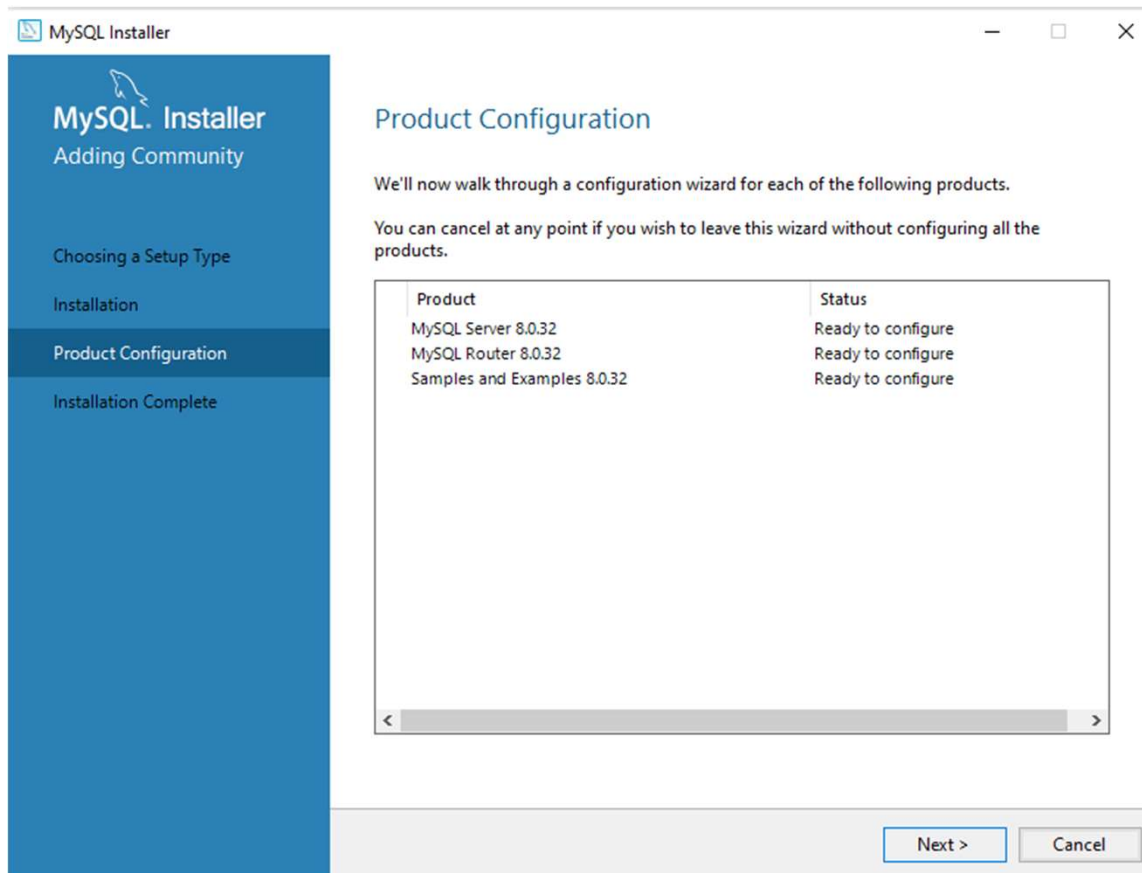 MySQL Installer
MySQL. Installer
Adding Community
Choosing a Setup Type
Installation
Product Configuration
Installation Complete
Product Configuration
We'll now walk through a configuration wizard for each of the following products.
You can cancel at any point if you wish to leave this wizard without configuring all the
products.
Product Status
MySQL Server 8.0.32 Ready to configure
MySQL Router 8.0.32 Ready to configure
Samples and Examples 8.0.32 Ready to configure
Next > Cancel